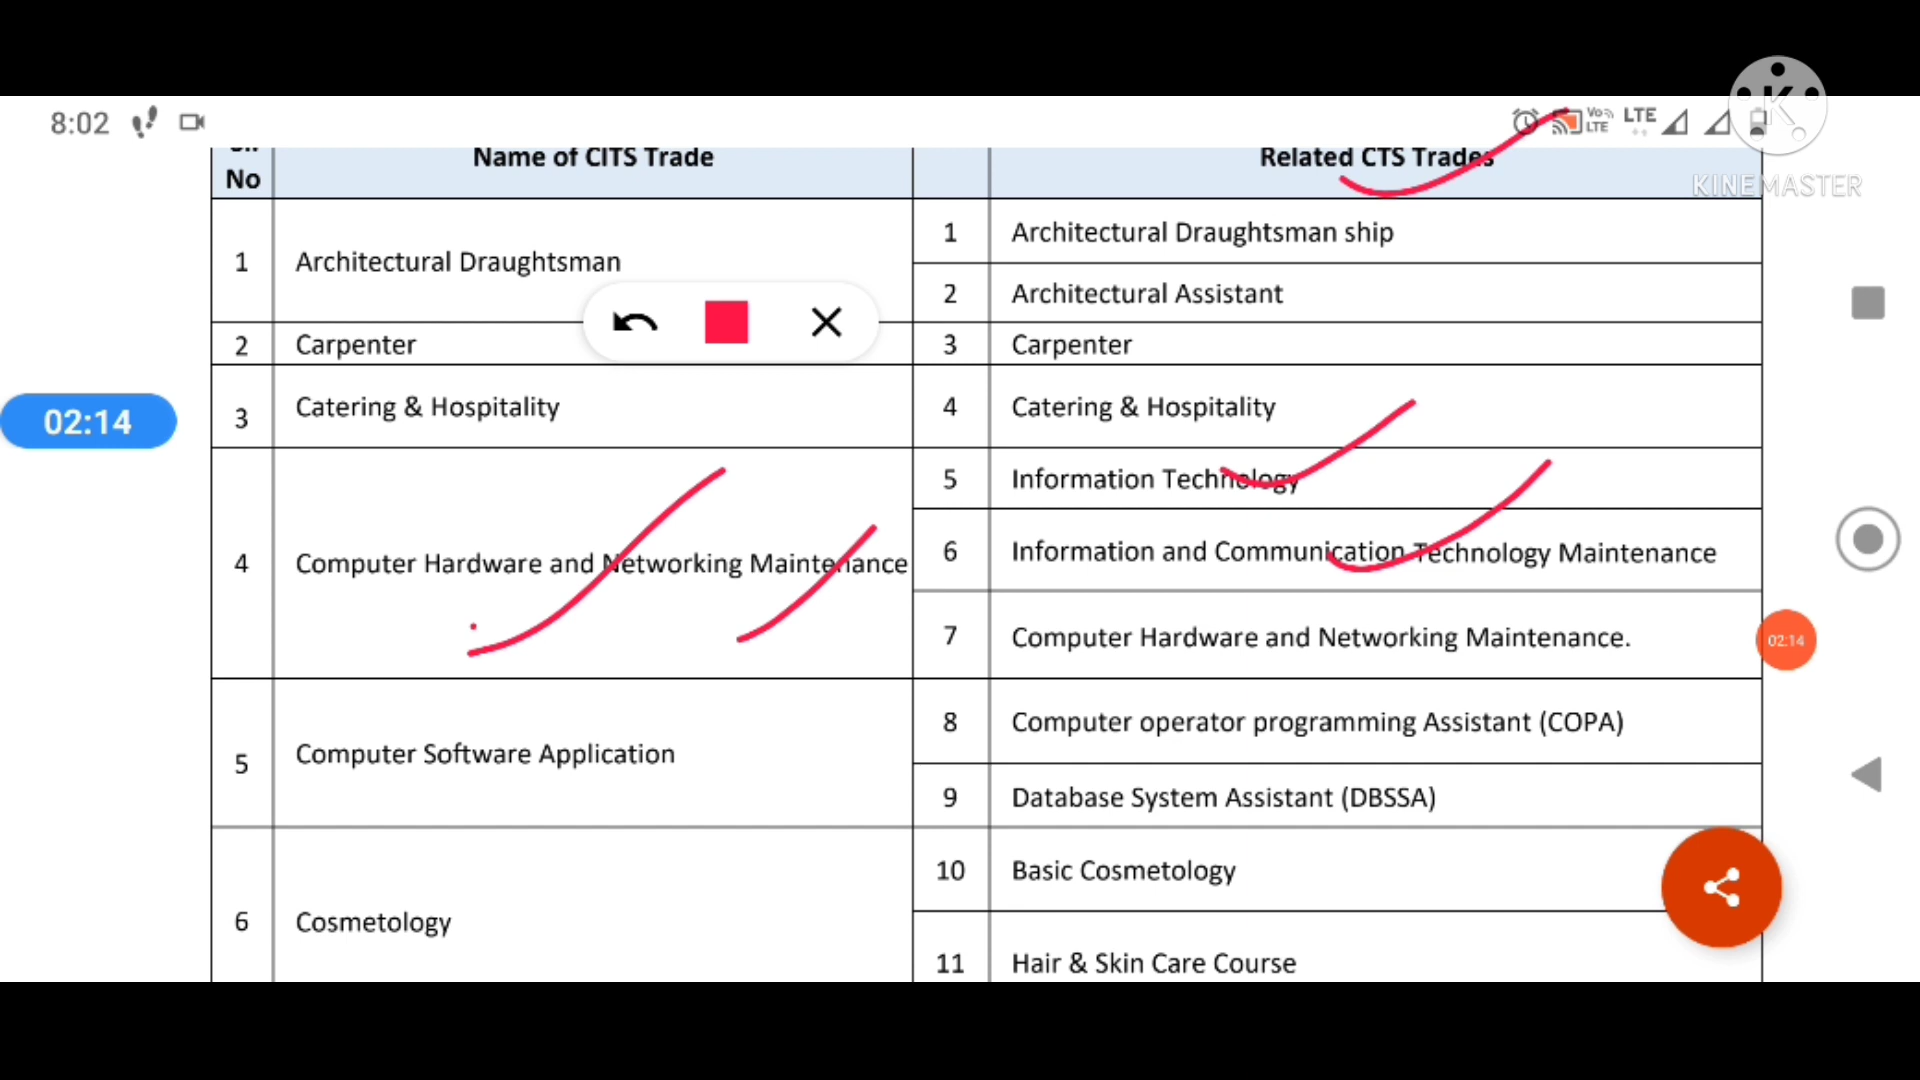 8:02
Vo LTE
LTE
K
KINEMASTER
No
Name of CITS Trade
Related CTS Trades
1
Architectural Draughtsman
1
Architectural Draughtsman ship
2
Architectural Assistant
2
Carpenter
3
Carpenter
02:14
3
Catering & Hospitality
4
Catering & Hospitality
5
Information Technology
4
Computer Hardware and Networking Maintenance
6
Information and Communication Technology Maintenance
7
Computer Hardware and Networking Maintenance.
02:14
5
Computer Software Application
8
Computer operator programming Assistant (COPA)
9
Database System Assistant (DBSSA)
6
Cosmetology
10
Basic Cosmetology
11
Hair & Skin Care Course